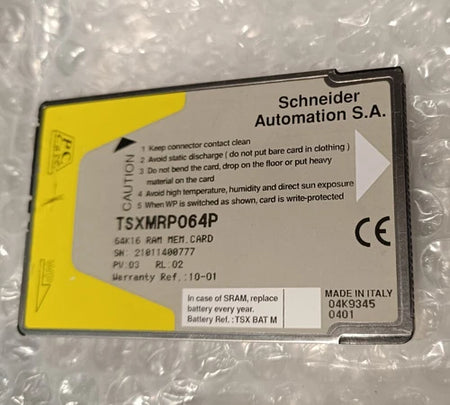 Schneider
Automation S.A.
PC
CARD
CAUTION
1 Keep connector contact clean
2 Avoid static discharge ( do not put bare card in clothing )
3 Do not bend the card, drop on the floor or put heavy
material on the card
4 Avoid high temperature, humidity and direct sun exposure
5 When WP is switched as shown, card is write-protected
TSXMRP064P
64K16 RAM MEM.CARD
SN: 21011400777
PV:03 RL:02
Warranty Ref.:10-01
CE
WP
In case of SRAM, replace
battery every year.
Battery Ref. :TSX BAT M
MADE IN ITALY
04K9345
0401